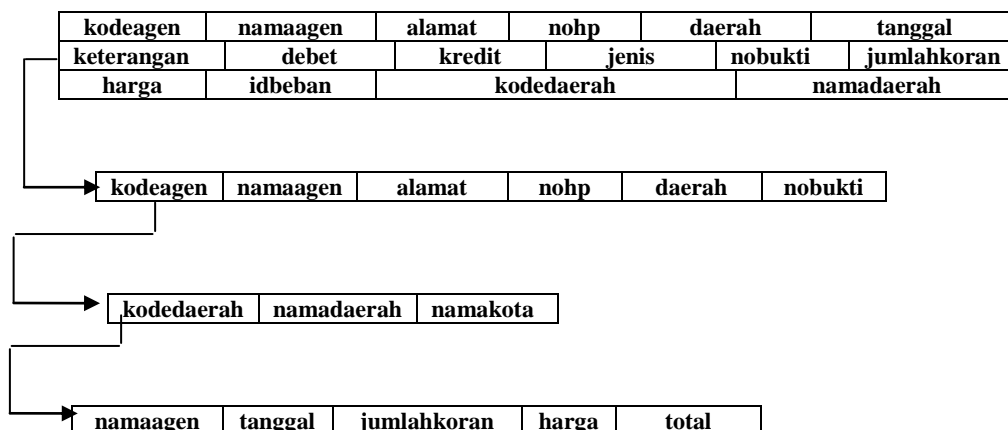 kodeagen namaagen alamat nohp daerah tanggal
keterangan debet kredit jenis nobukti jumlahkoran
harga idbeban kodedaerah namadaerah
kodeagen namaagen alamat nohp daerah nobukti
kodedaerah namadaerah namakota
namaagen tanggal jumlahkoran harga total